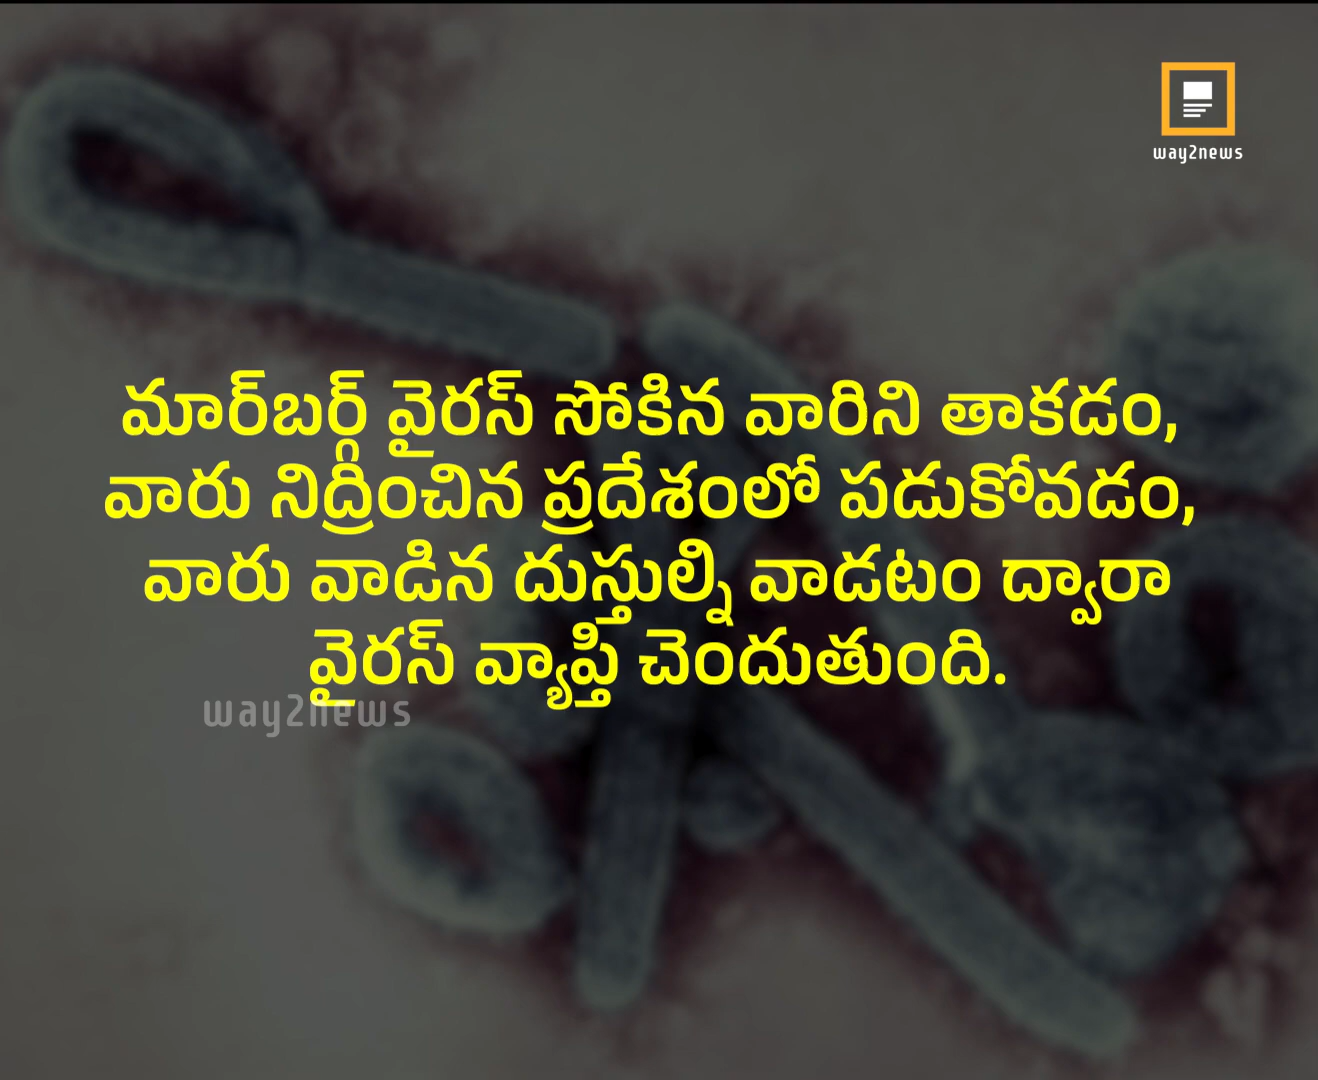 way2news
మార్‌బర్గ్ వైరస్ సోకిన వారిని తాకడం,
వారు నిద్రించిన ప్రదేశంలో పడుకోవడం,
వారు వాడిన దుస్తుల్ని వాడటం ద్వారా
వైరస్ వ్యాప్తి చెందుతుంది.
way2news